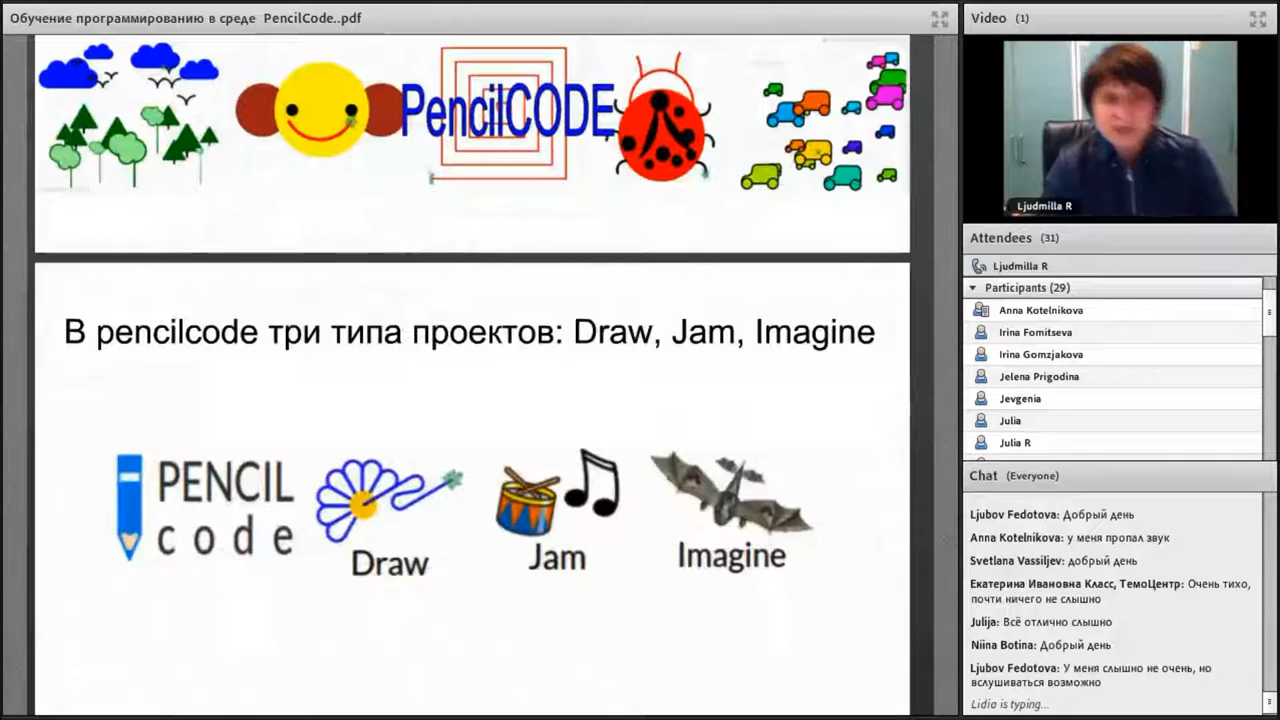 Обучение программированию в среде PencilCode..pdf
PencilCODE
В pencilcode три типа проектов: Draw, Jam, Imagine
PENCIL
code
Draw
Jam
Imagine
Video (1)
Ljudmilla R
Attendees (31)
Ljudmilla R
Participants (29)
Anna Kotelnikova
Irina Fomitseva
Irina Gomzjakova
Jelena Prigodina
Jevgenia
Julia
Julia R
Chat (Everyone)
Ljubov Fedotova: Добрый день
Anna Kotelnikova: у меня пропал звук
Svetlana Vassiljev: добрый день
Екатерина Ивановна Класс, ТемоЦентр: Очень тихо,
почти ничего не слышно
Julija: Всё отлично слышно
Niina Botina: Добрый день
Ljubov Fedotova: У меня слышно не очень, но
вслушиваться возможно
Lidia is typing...